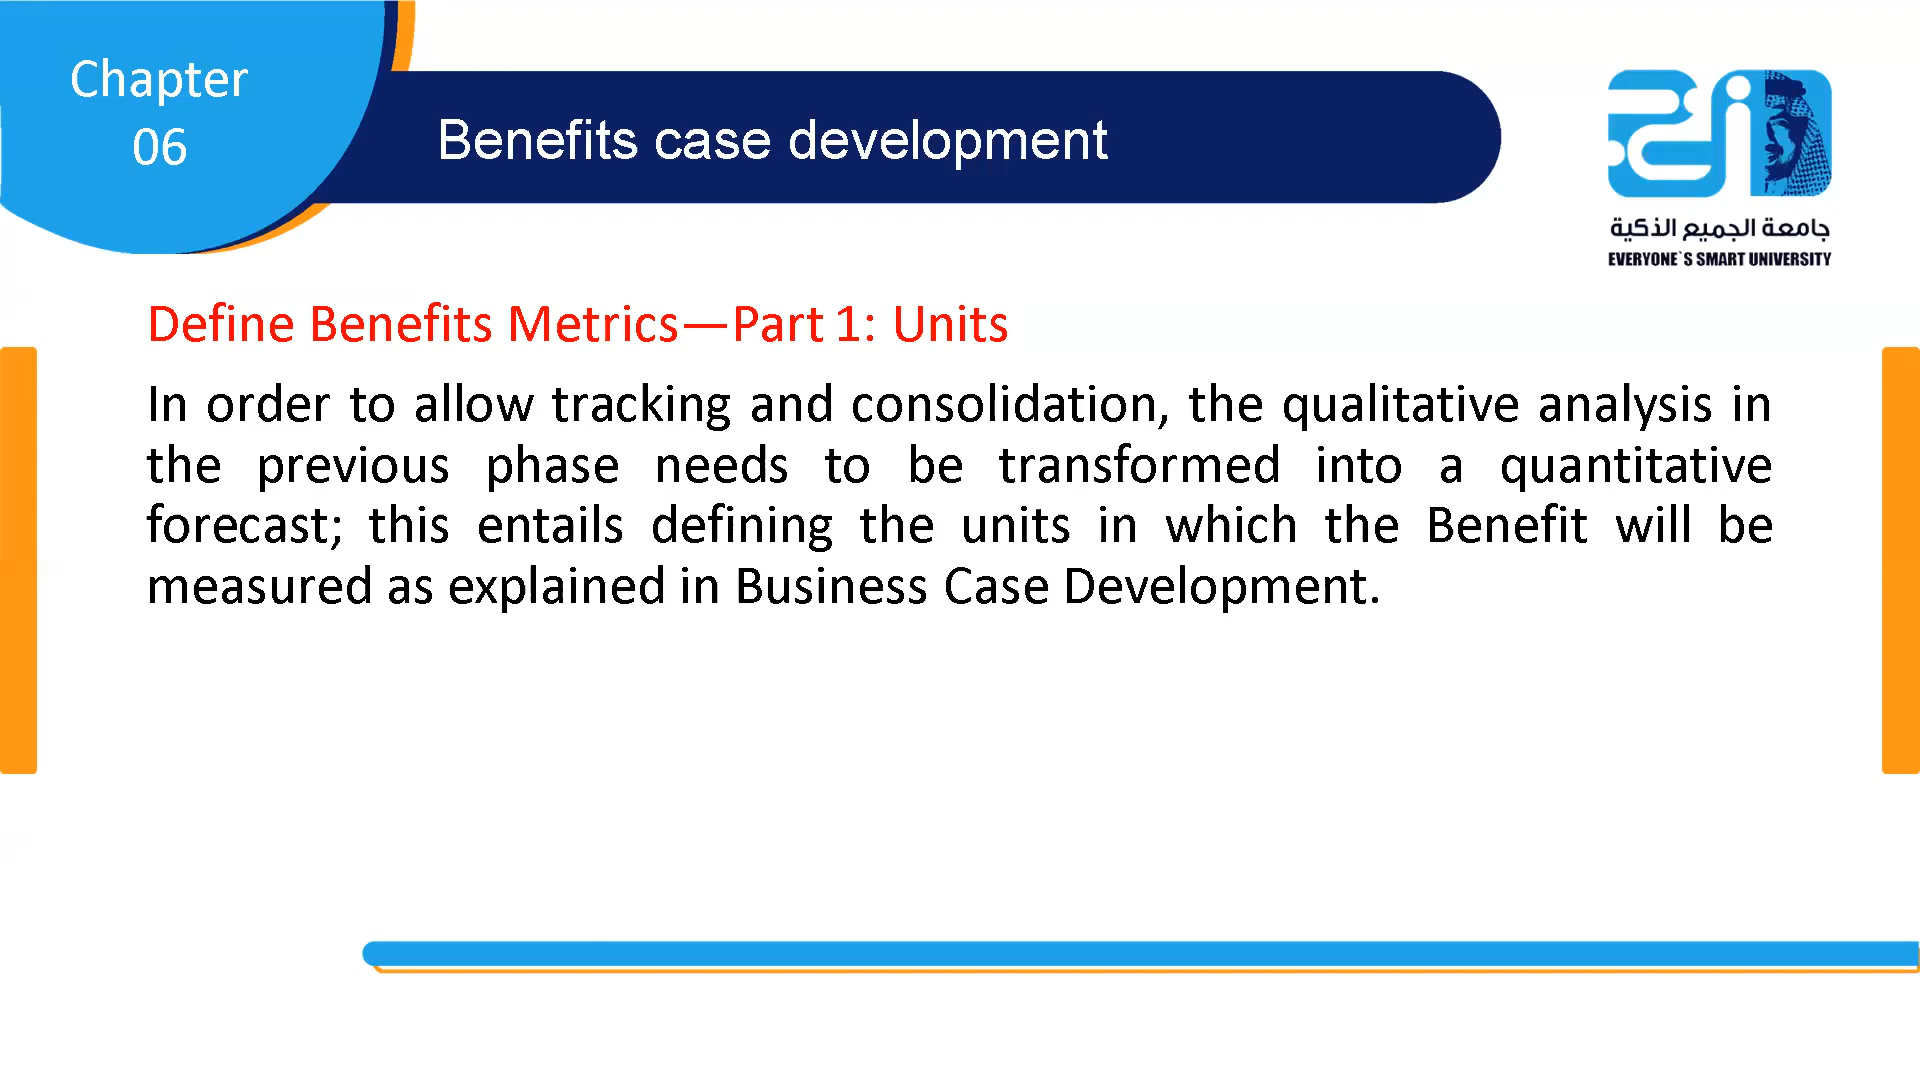 Chapter
06
Benefits case development
جامعة الجميع الذكية
EVERYONE`S SMART UNIVERSITY
Define Benefits Metrics—Part 1: Units
In order to allow tracking and consolidation, the qualitative analysis in
the previous phase needs to be transformed into a quantitative
forecast; this entails defining the units in which the Benefit will be
measured as explained in Business Case Development.